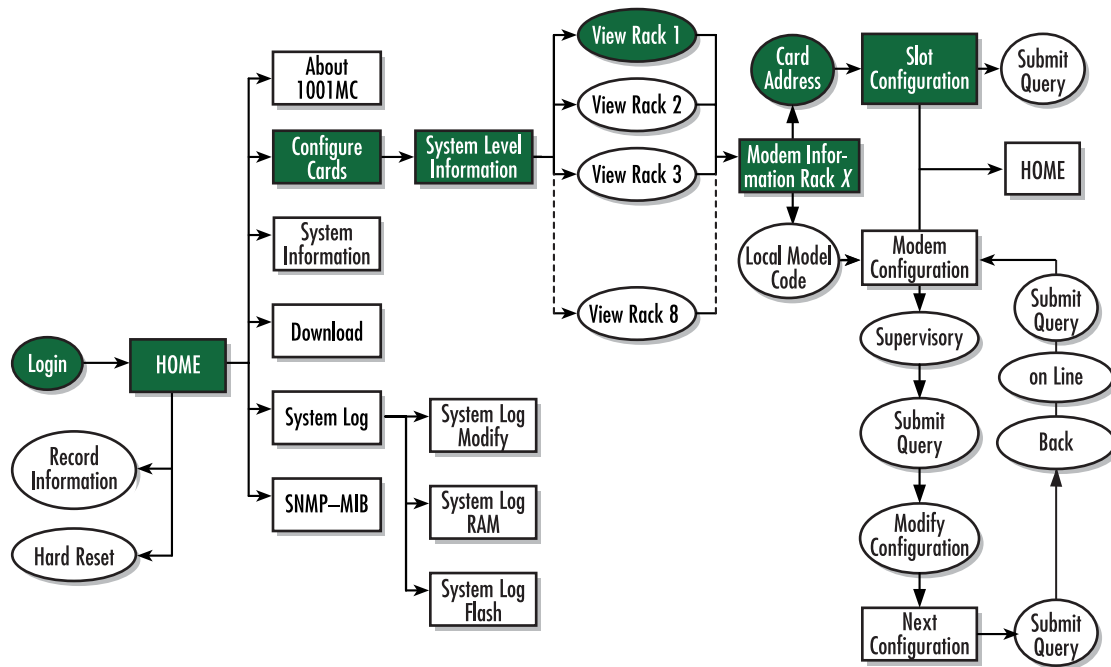 Login
HOME
Record
Information
Hard Reset
About
1001MC
Configure
Cards
System
Information
Download
System Log
SNMP–MIB
System Log
Modify
System Log
RAM
System Log
Flash
System Level
Information
View Rack 1
View Rack 2
View Rack 3
View Rack 8
Modem Infor-
mation Rack X
Card
Address
Local Model
Code
Slot
Configuration
Submit
Query
HOME
Modem
Configuration
Supervisory
Submit
Query
Modify
Configuration
Next
Configuration
Submit
Query
Back
on Line
Submit
Query